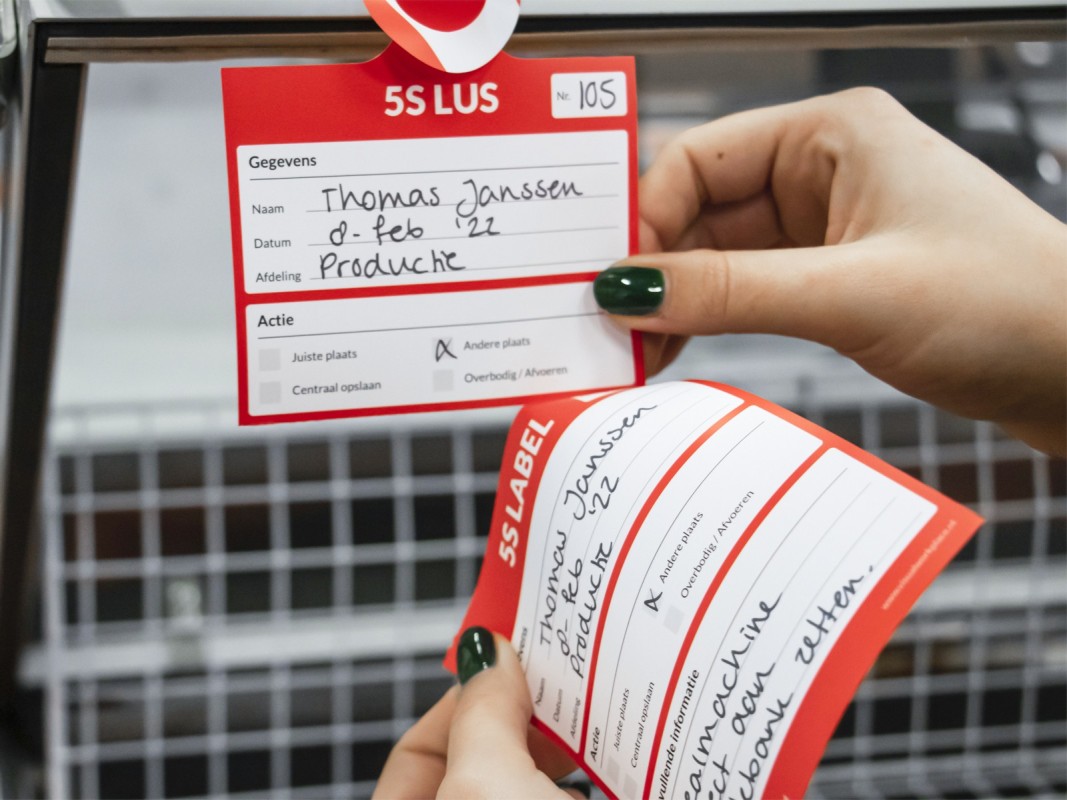 5S LUS
Nr. 105
Gegevens
Naam Thomas Janssen
Datum 8 - feb '22
Afdeling Productie
Actie
Juiste plaats
Andere plaats
Centraal opslaan
Overbodig / Afvoeren
5S LABEL
Naam Thomas Janssen
Datum 8 - feb '22
Afdeling Productie
Actie
Juiste plaats
Andere plaats
Centraal opslaan
Overbodig / Afvoeren
informatie
aan
zetten.